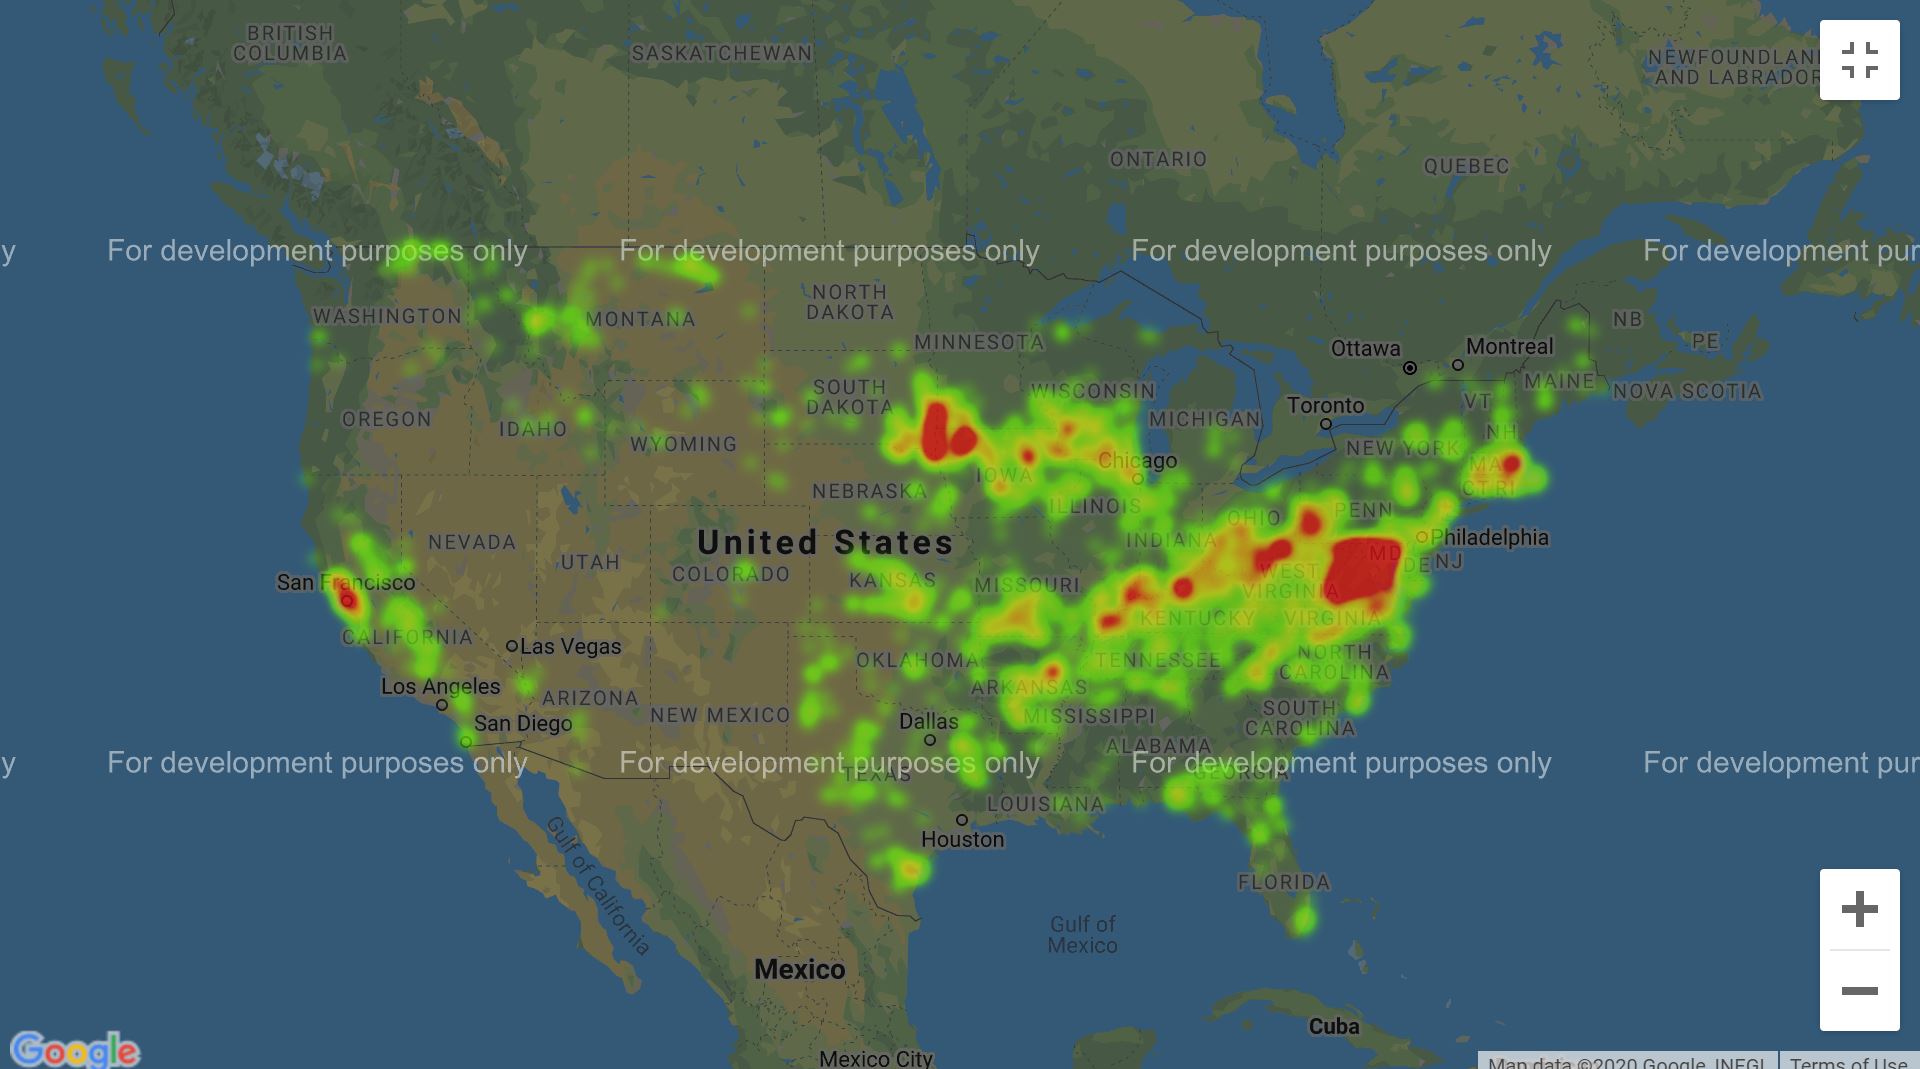 BRITISH
COLUMBIA
SASKATCHEWAN
NEWFOUNDLAND
AND LABRADOR
ONTARIO
QUEBEC
y
For development purposes only
For development purposes only
For development purposes only
For development pur
WASHINGTON
MONTANA
NORTH
DAKOTA
MINNESOTA
NB
PE
Ottawa
Montreal
OREGON
IDAHO
WYOMING
SOUTH
DAKOTA
WISCONSIN
MICHIGAN
Toronto
VT
MAINE
NOVA SCOTIA
NH
NEW YORK
MA
CT RI
Chicago
IOWA
NEBRASKA
ILLINOIS
OHIO
PENN
NEVADA
UTAH
United States
COLORADO
KANSAS
MISSOURI
INDIANA
Philadelphia
MD
DE
NJ
WEST
VIRGINIA
San Francisco
CALIFORNIA
Las Vegas
KENTUCKY
VIRGINIA
OKLAHOMA
TENNESSEE
NORTH
CAROLINA
Los Angeles
ARIZONA
NEW MEXICO
ARKANSAS
MISSISSIPPI
SOUTH
CAROLINA
San Diego
Dallas
ALABAMA
y
For development purposes only
For development purposes only
For development purposes only
For development pur
TEXAS
GEORGIA
LOUISIANA
Houston
FLORIDA
Gulf of California
Gulf of
Mexico
Mexico
Cuba
Mexico City
Google
Map data ©2020 Google, INEGI
Terms of Use